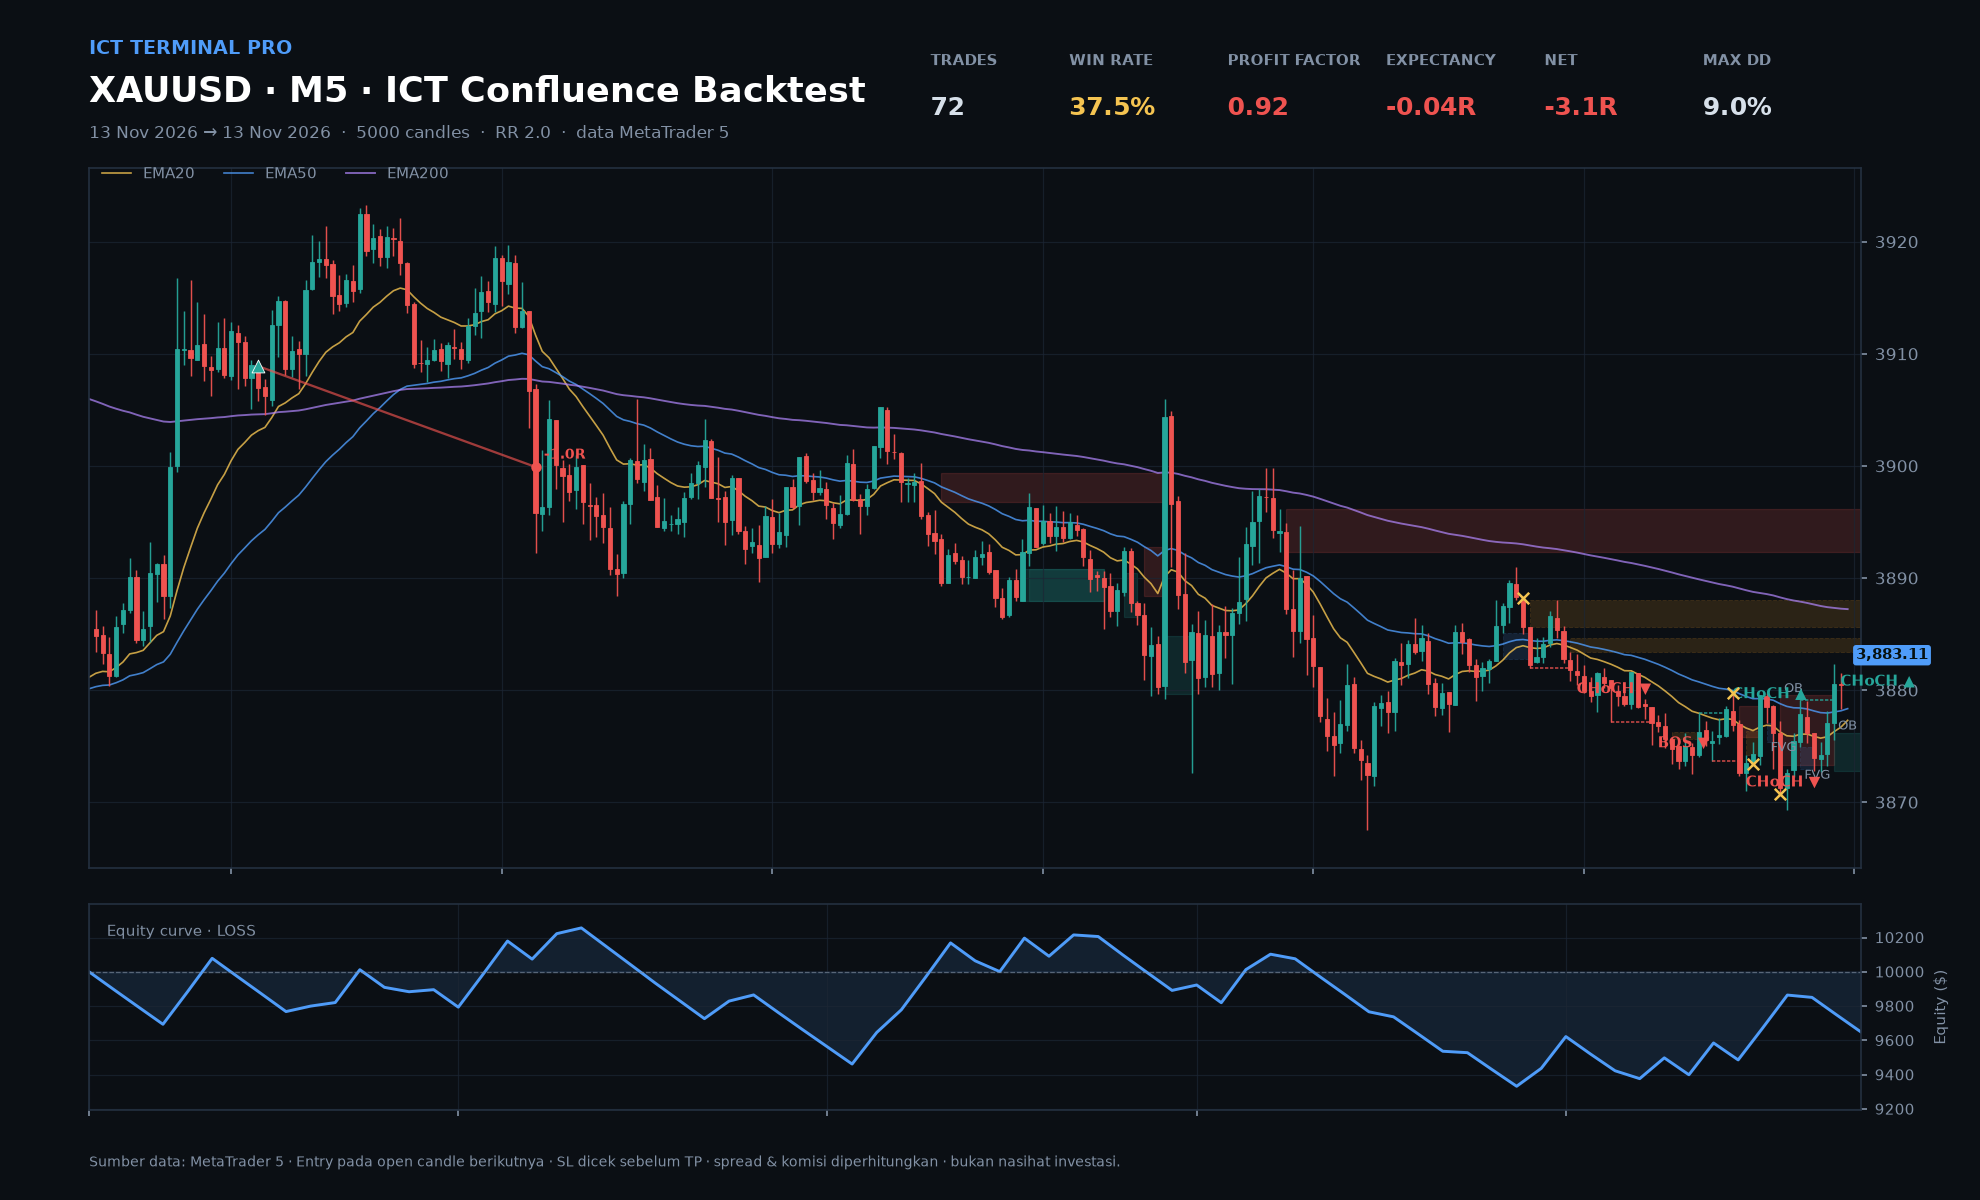 ICT TERMINAL PRO
XAUUSD · M5 · ICT Confluence Backtest
13 Nov 2026 → 13 Nov 2026 · 5000 candles · RR 2.0 · data MetaTrader 5
TRADES WIN RATE PROFIT FACTOR EXPECTANCY NET MAX DD
72 37.5% 0.92 -0.04R -3.1R 9.0%
EMA20 EMA50 EMA200
3920
3910
3900
3890
3,883.11
3880
3870
CHoCH ▼
OB
CHoCH ▲
CHoCH ▲
OB
BOS ▼
FVG
FVG
CHoCH ▼
Equity curve · LOSS
10200
10000
9800
9600
9400
9200
Equity ($)
Sumber data: MetaTrader 5 · Entry pada open candle berikutnya · SL dicek sebelum TP · spread & komisi diperhitungkan · bukan nasihat investasi.